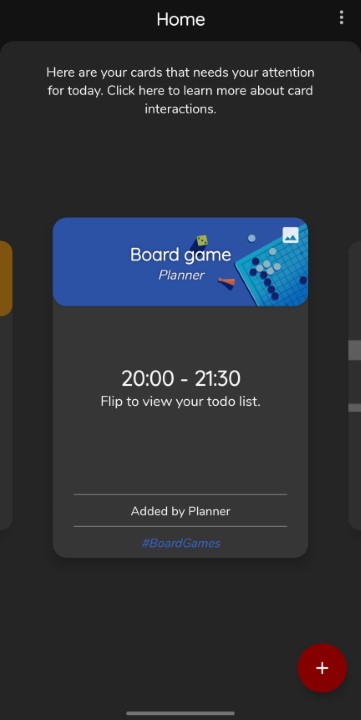 Home
Here are your cards that needs your attention
for today. Click here to learn more about card
interactions.
Board game
Planner
20:00 - 21:30
Flip to view your todo list.
Added by Planner
#BoardGames
+